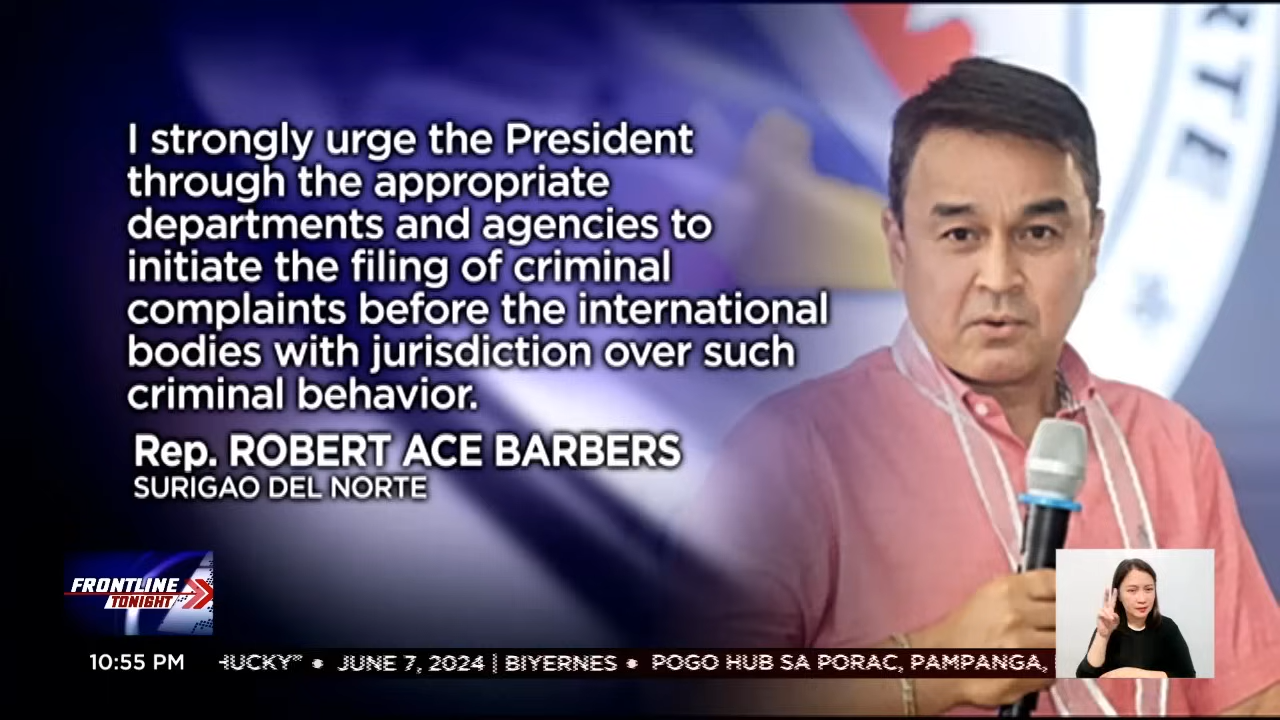 I strongly urge the President
through the appropriate
departments and agencies to
initiate the filing of criminal
complaints before the international
bodies with jurisdiction over such
criminal behavior.
Rep. ROBERT ACE BARBERS
SURIGAO DEL NORTE
RTE
FRONTLINE
TONIGHT
10:55 PM HUCKY” • JUNE 7, 2024 | BIYERNES • POGO HUB SA PORAC, PAMPANGA,